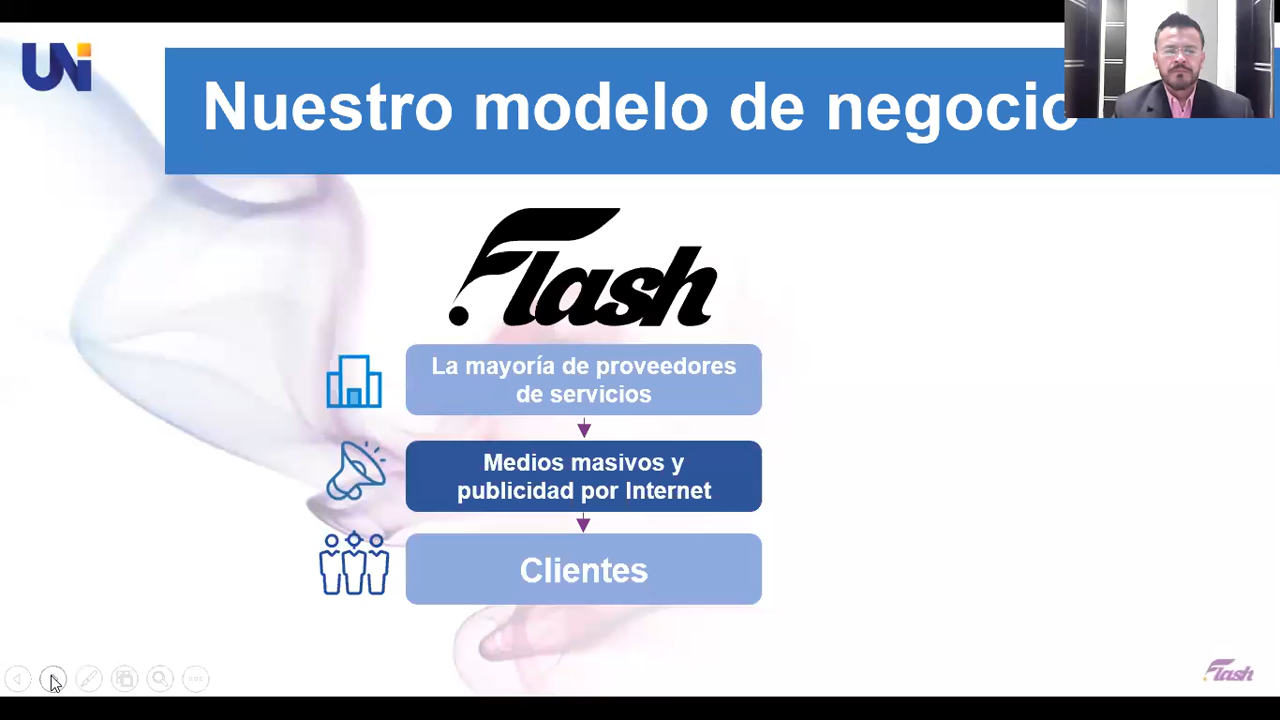 UNi
Nuestro modelo de negocio
Flash
La mayoría de proveedores
de servicios
Medios masivos y
publicidad por Internet
Clientes
Flash